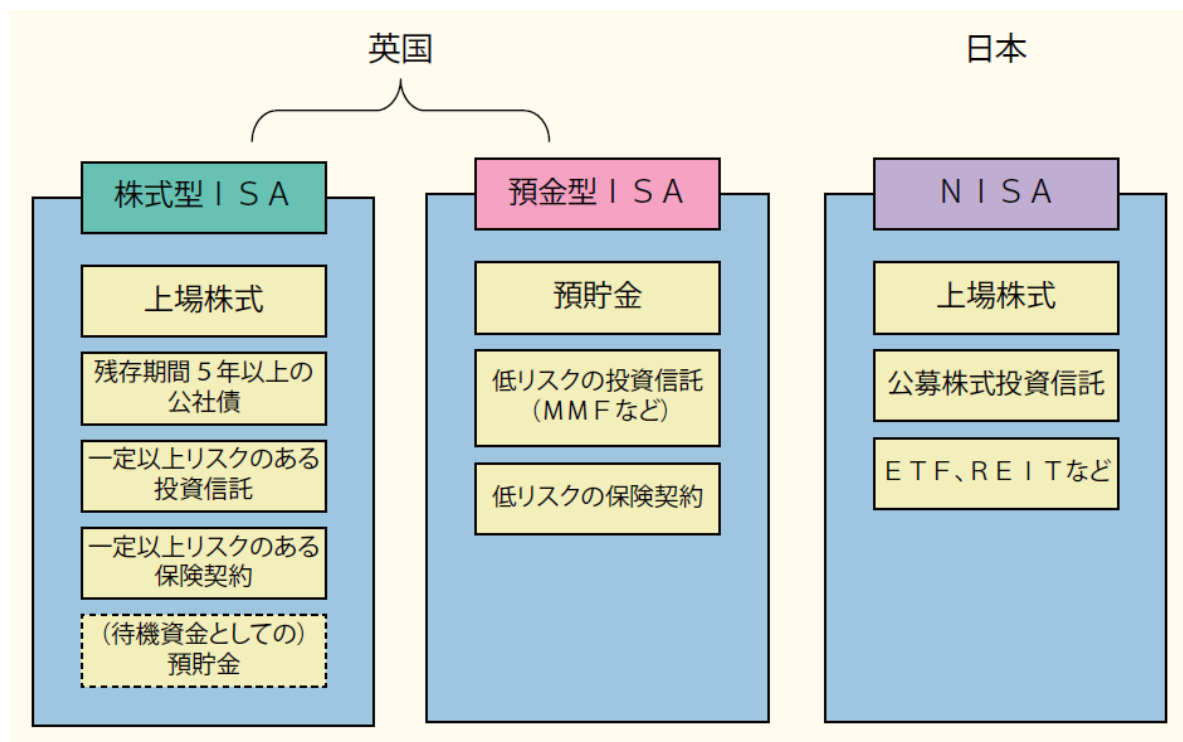 英国
日本
株式型ＩＳＡ
上場株式
残存期間５年以上の
公社債
一定以上リスクのある
投資信託
一定以上リスクのある
保険契約
（待機資金としての）
預貯金
預金型ＩＳＡ
預貯金
低リスクの投資信託
（ＭＭＦなど）
低リスクの保険契約
ＮＩＳＡ
上場株式
公募株式投資信託
ＥＴＦ、ＲＥＩＴなど